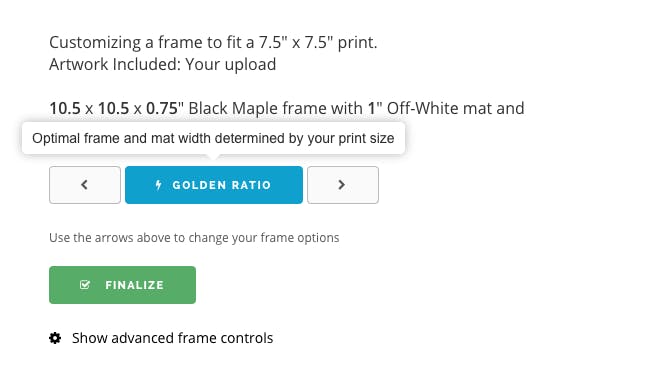 Customizing a frame to fit a 7.5" x 7.5" print.
Artwork Included: Your upload
10.5 x 10.5 x 0.75" Black Maple frame with 1" Off-White mat and
Optimal frame and mat width determined by your print size
GOLDEN RATIO
Use the arrows above to change your frame options
FINALIZE
Show advanced frame controls